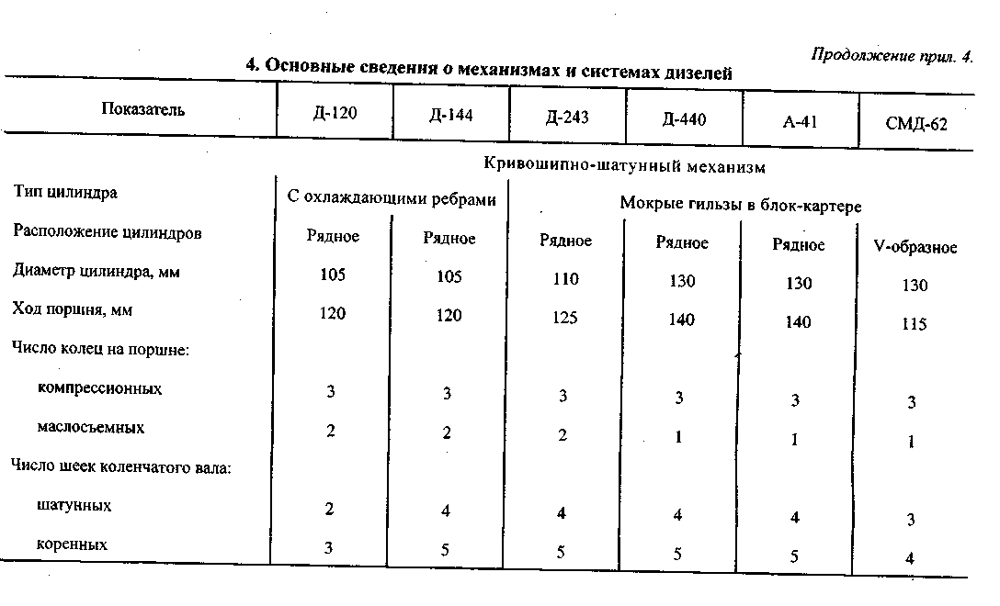 Продолжение прил. 4.
4. Основные сведения о механизмах и системах дизелей
Показатель Д-120 Д-144 Д-243 Д-440 А-41 СМД-62
Кривошипно-шатунный механизм
Тип цилиндра С охлаждающими ребрами Мокрые гильзы в блок-картере
Расположение цилиндров Рядное Рядное Рядное Рядное Рядное V-образное
Диаметр цилиндра, мм 105 105 110 130 130 130
Ход поршня, мм 120 120 125 140 140 115
Число колец на поршне:
компрессионных 3 3 3 3 3 3
маслосъемных 2 2 2 1 1 1
Число шеек коленчатого вала:
шатунных 2 4 4 4 4 3
коренных 3 5 5 5 5 4